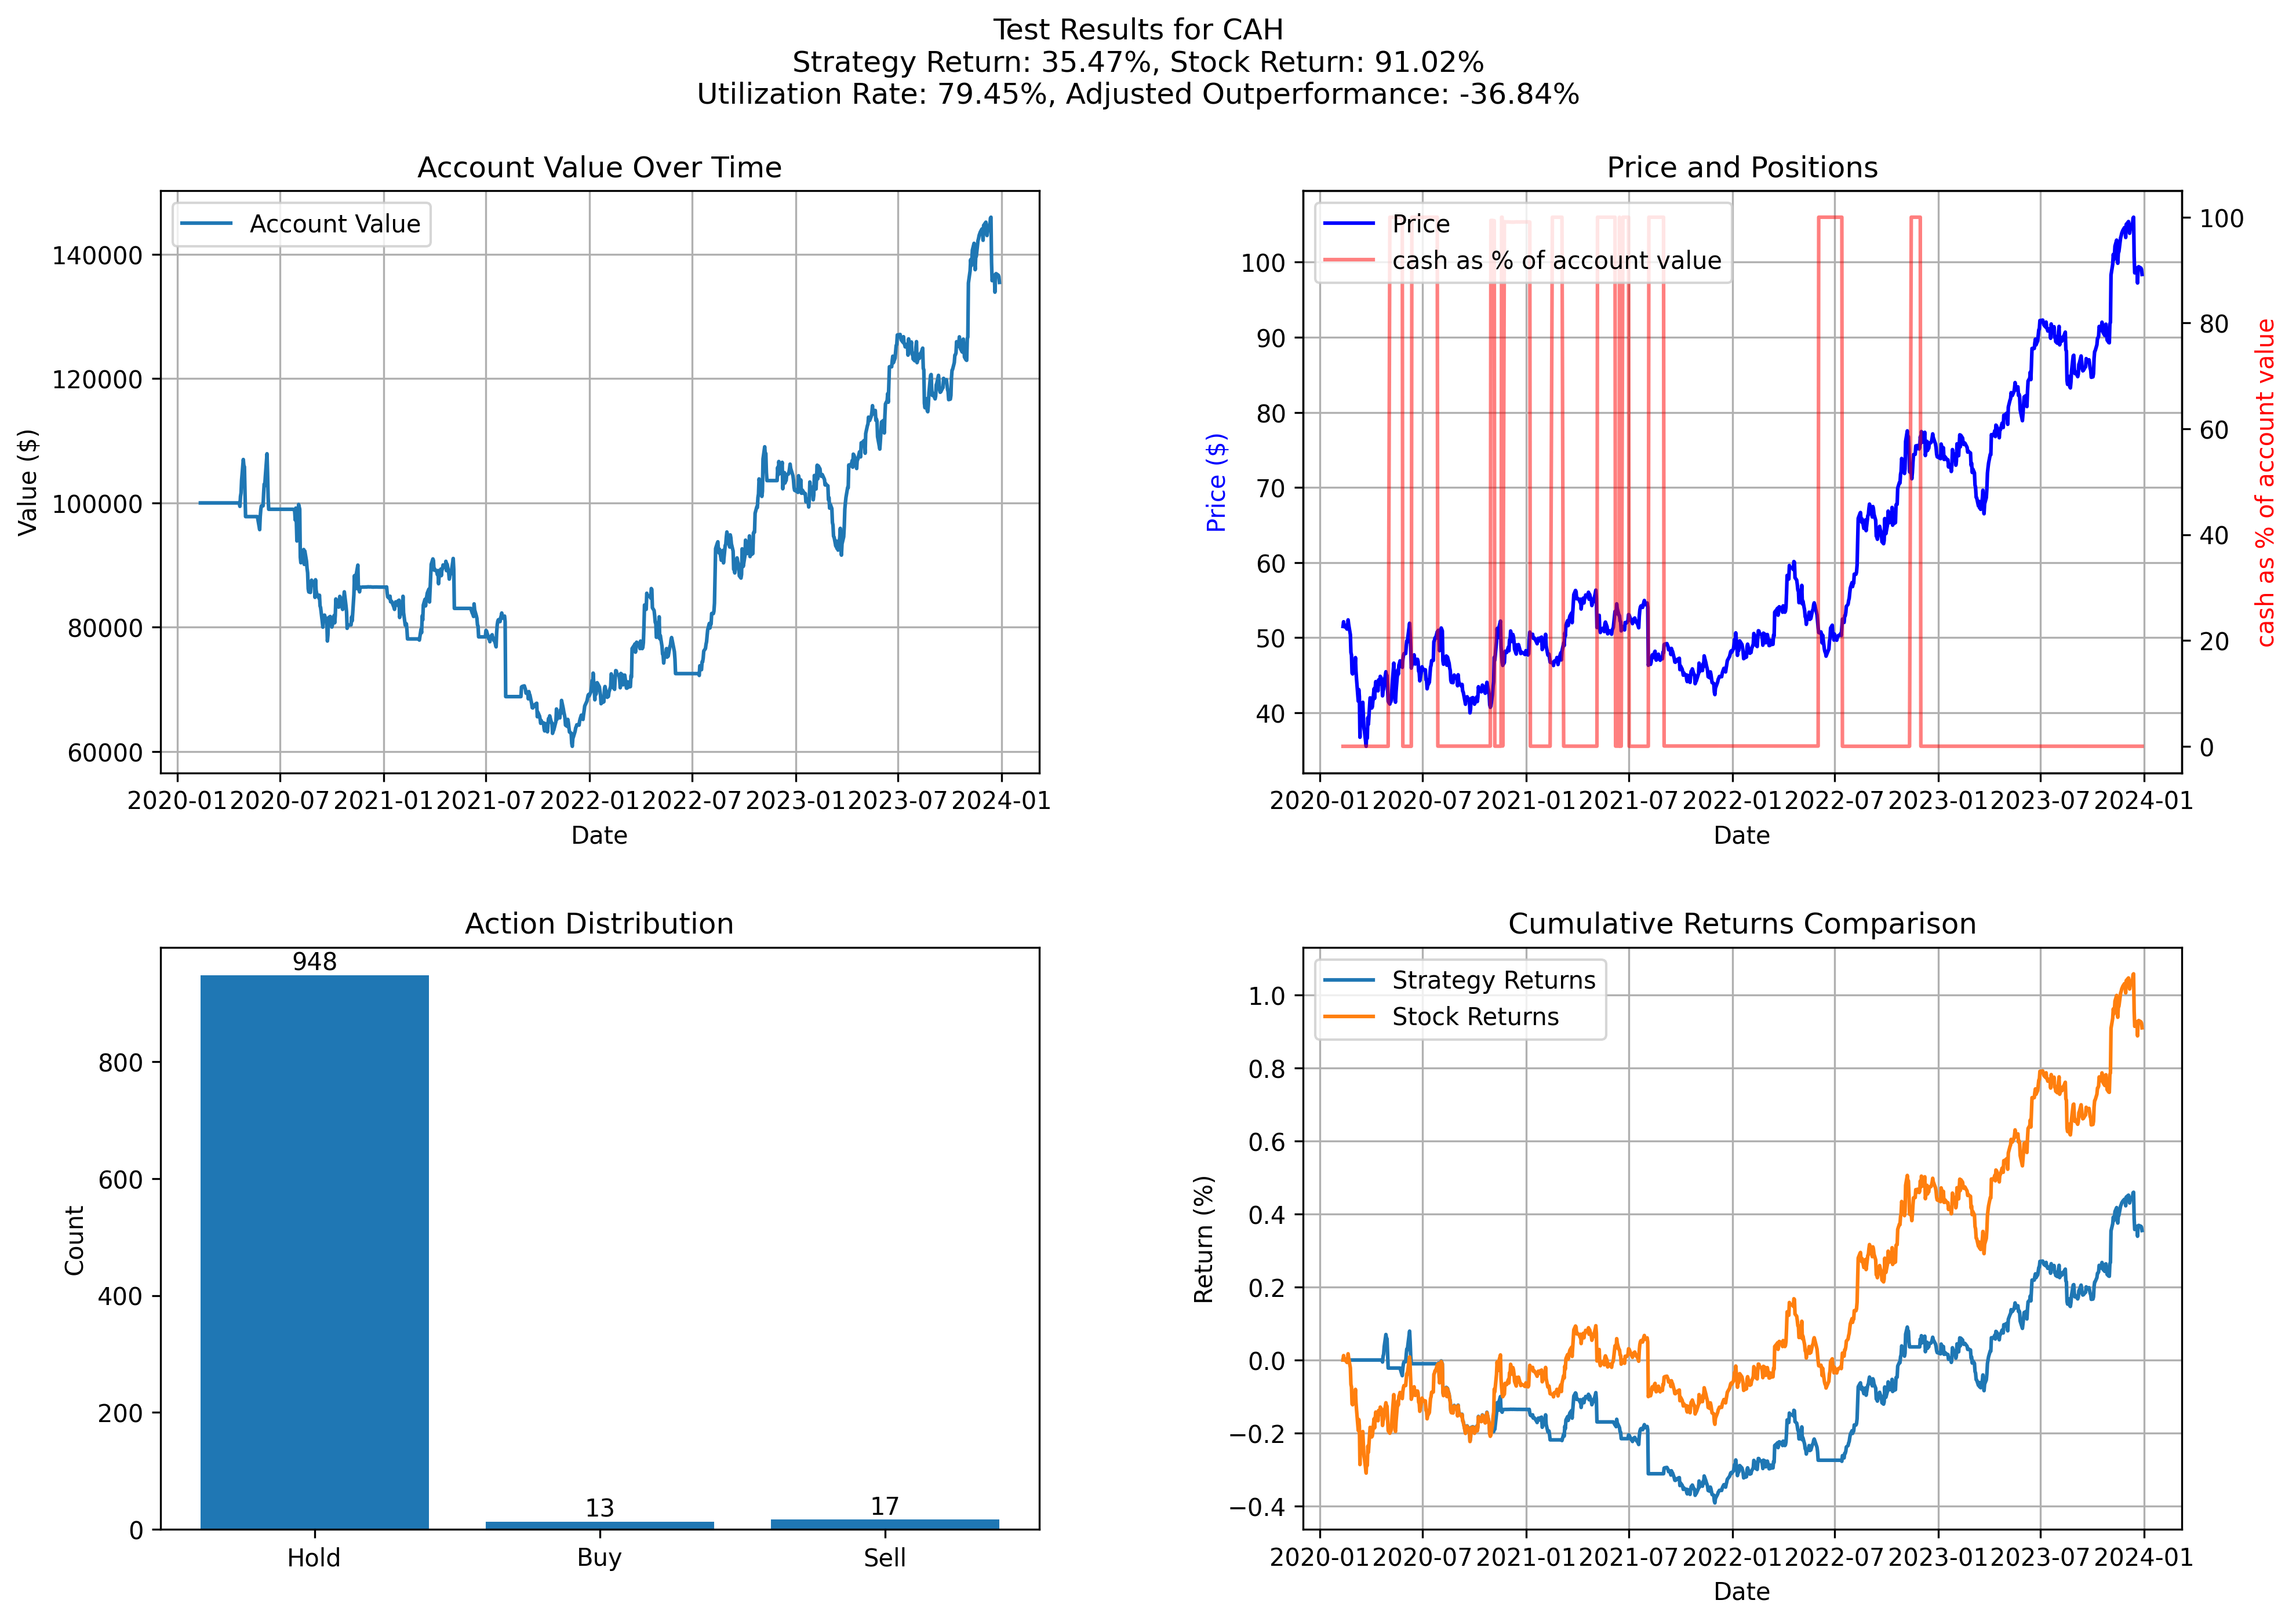 Test Results for CAH
Strategy Return: 35.47%, Stock Return: 91.02%
Utilization Rate: 79.45%, Adjusted Outperformance: -36.84%
Account Value Over Time
Account Value
140000
120000
100000
80000
60000
Value ($)
2020-01 2020-07 2021-01 2021-07 2022-01 2022-07 2023-01 2023-07 2024-01
Date
Price and Positions
Price
cash as % of account value
100
90
80
70
60
50
40
Price ($)
100
80
60
40
20
0
cash as % of account value
2020-01 2020-07 2021-01 2021-07 2022-01 2022-07 2023-01 2023-07 2024-01
Date
Action Distribution
948
13
17
800
600
400
200
0
Count
Hold Buy Sell
Cumulative Returns Comparison
Strategy Returns
Stock Returns
1.0
0.8
0.6
0.4
0.2
0.0
−0.2
−0.4
Return (%)
2020-01 2020-07 2021-01 2021-07 2022-01 2022-07 2023-01 2023-07 2024-01
Date